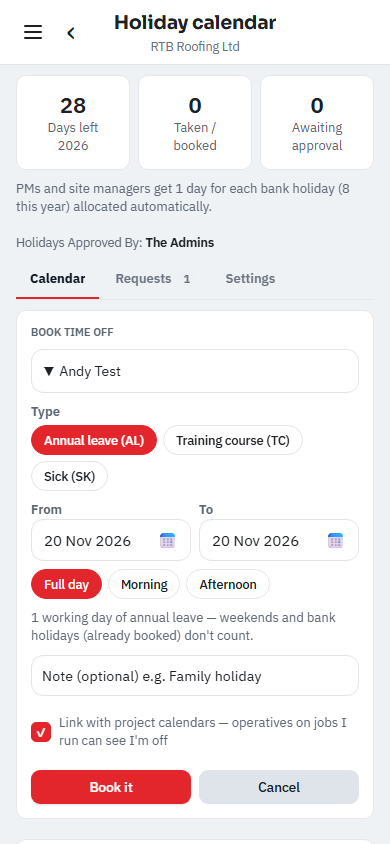 Holiday calendar
RTB Roofing Ltd
28
Days left
2026
0
Taken /
booked
0
Awaiting
approval
PMs and site managers get 1 day for each bank holiday (8
this year) allocated automatically.
Holidays Approved By: The Admins
Calendar
Requests 1
Settings
BOOK TIME OFF
▼ Andy Test
Type
Annual leave (AL)
Training course (TC)
Sick (SK)
From
To
20 Nov 2026
20 Nov 2026
Full day
Morning
Afternoon
1 working day of annual leave — weekends and bank
holidays (already booked) don't count.
Note (optional) e.g. Family holiday
Link with project calendars — operatives on jobs I
run can see I'm off
Book it
Cancel